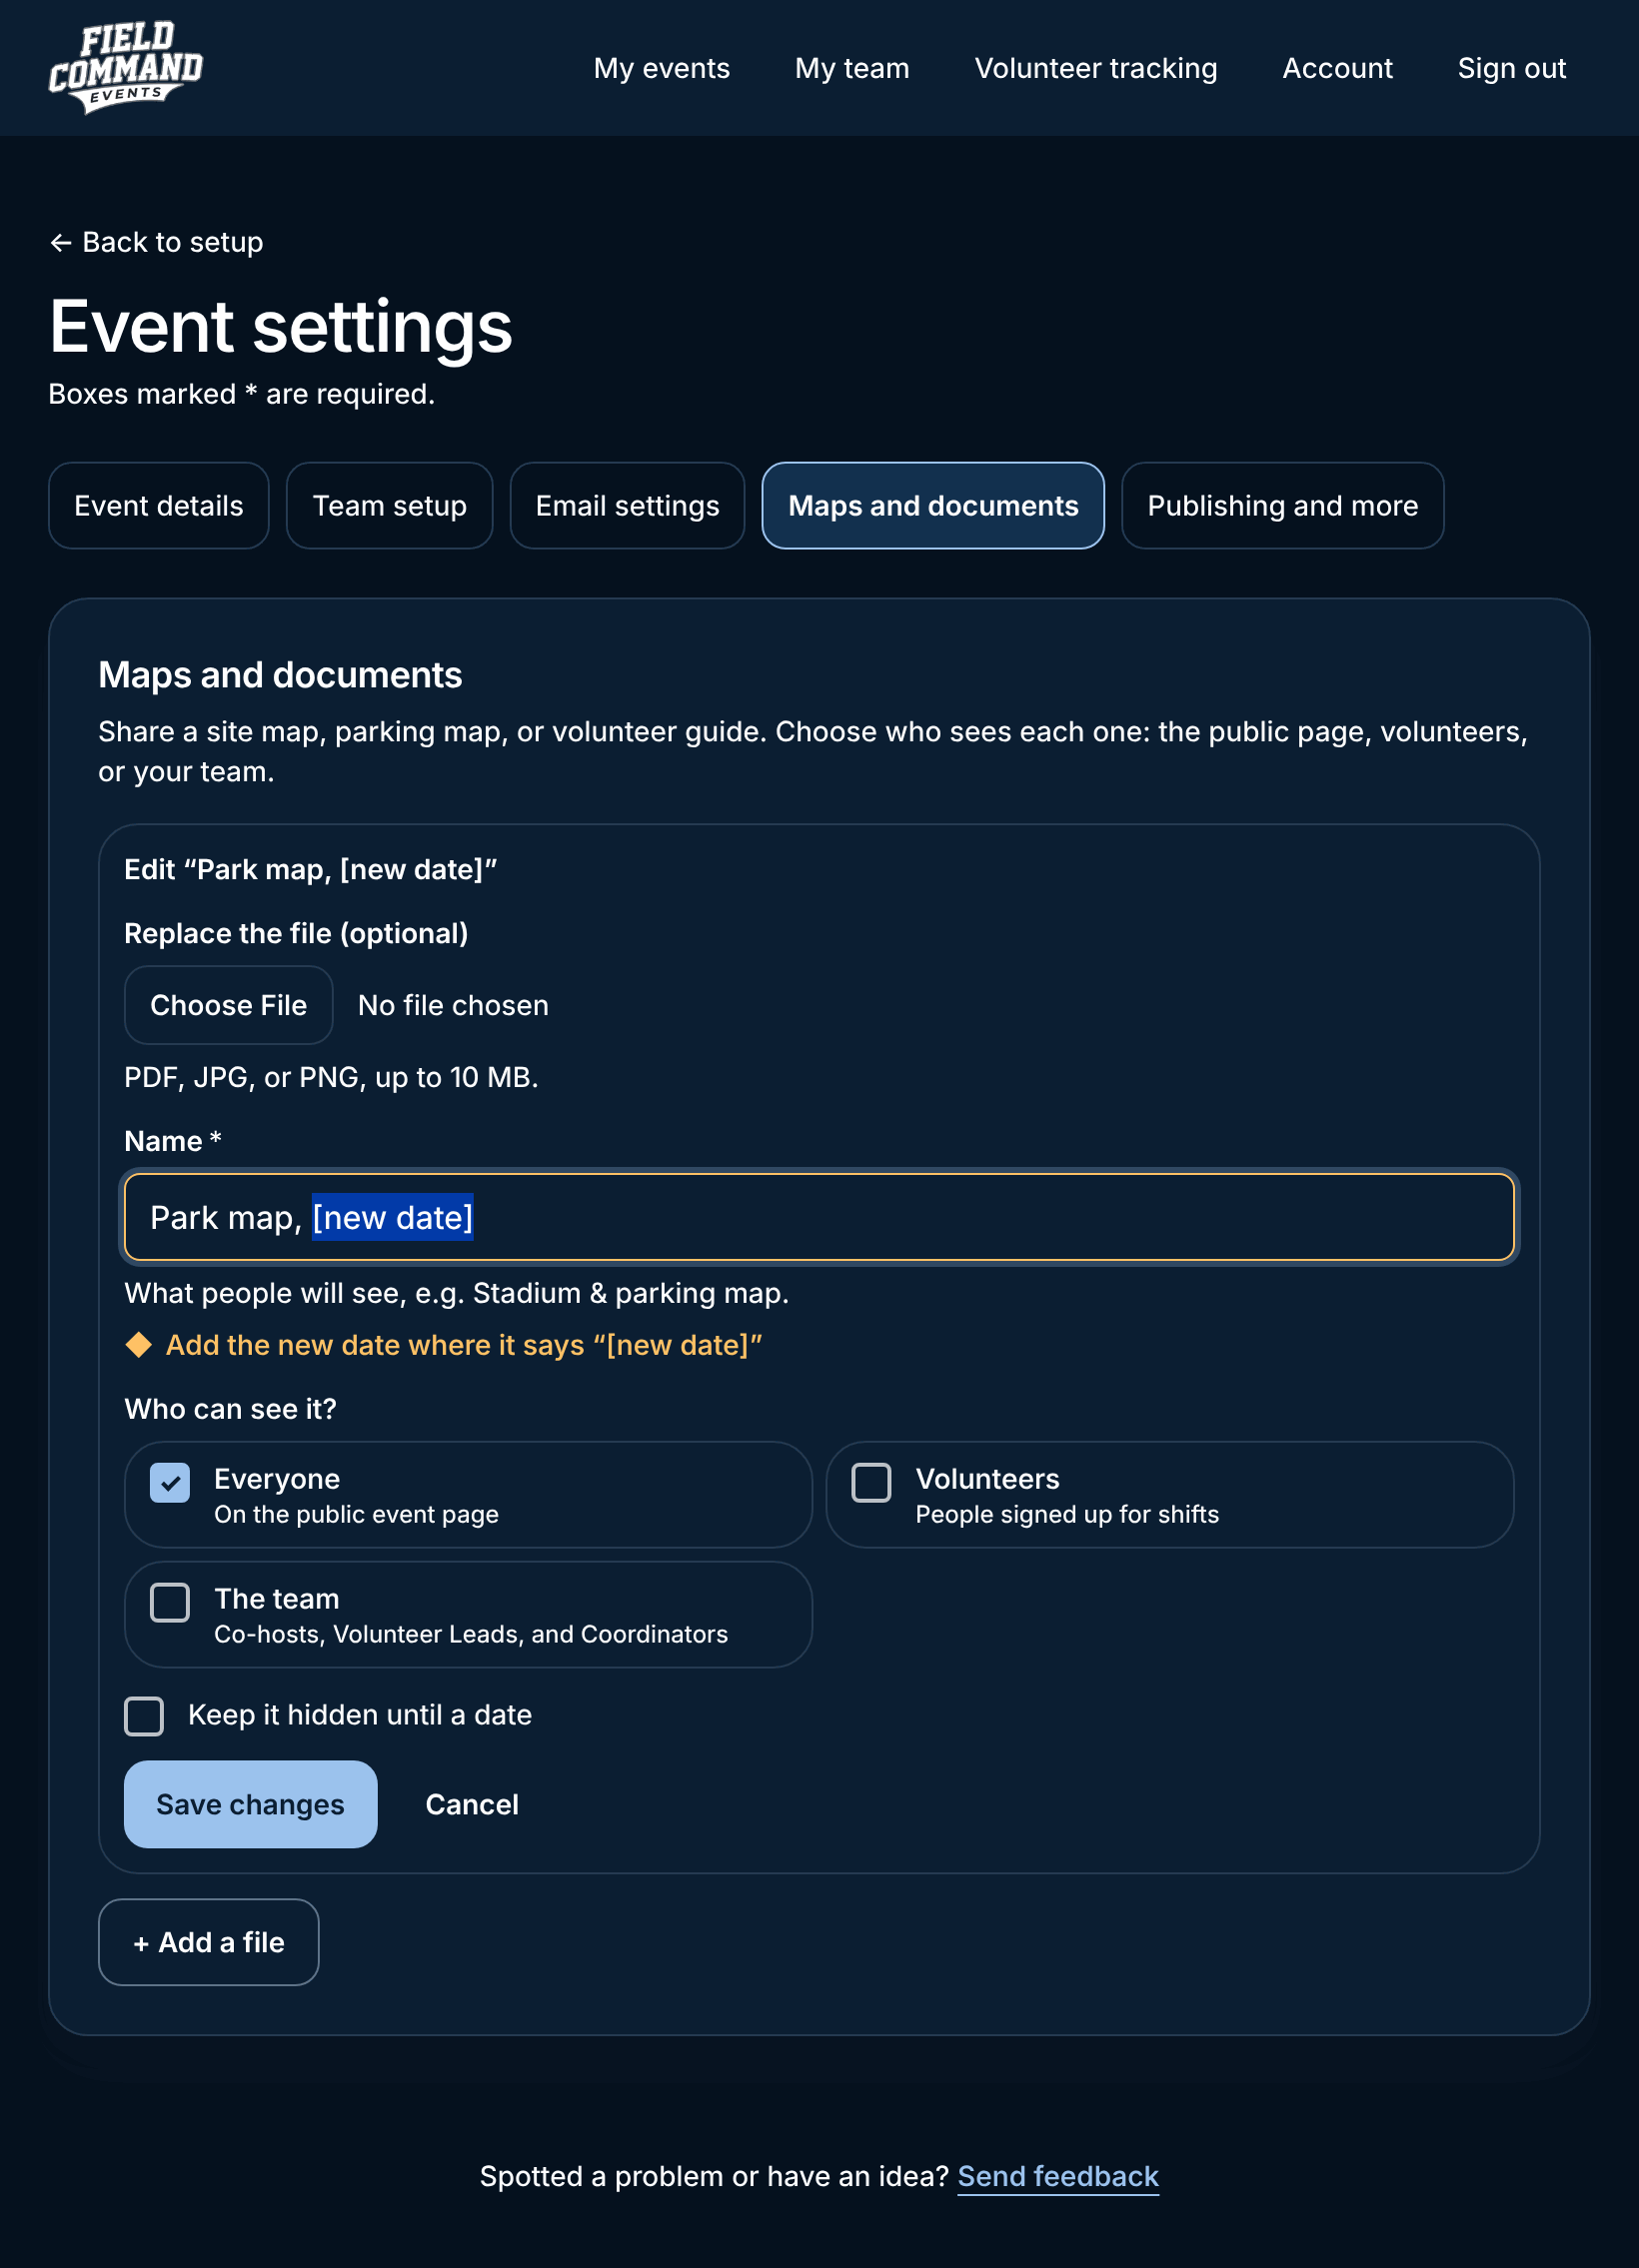 FIELD
COMMAND
EVENTS
My events
My team
Volunteer tracking
Account
Sign out
← Back to setup
Event settings
Boxes marked * are required.
Event details
Team setup
Email settings
Maps and documents
Publishing and more
Maps and documents
Share a site map, parking map, or volunteer guide. Choose who sees each one: the public page, volunteers,
or your team.
Edit “Park map, [new date]”
Replace the file (optional)
Choose File
No file chosen
PDF, JPG, or PNG, up to 10 MB.
Name *
Park map, [new date]
What people will see, e.g. Stadium & parking map.
◆ Add the new date where it says “[new date]”
Who can see it?
Everyone
On the public event page
Volunteers
People signed up for shifts
The team
Co-hosts, Volunteer Leads, and Coordinators
Keep it hidden until a date
Save changes
Cancel
+ Add a file
Spotted a problem or have an idea? Send feedback